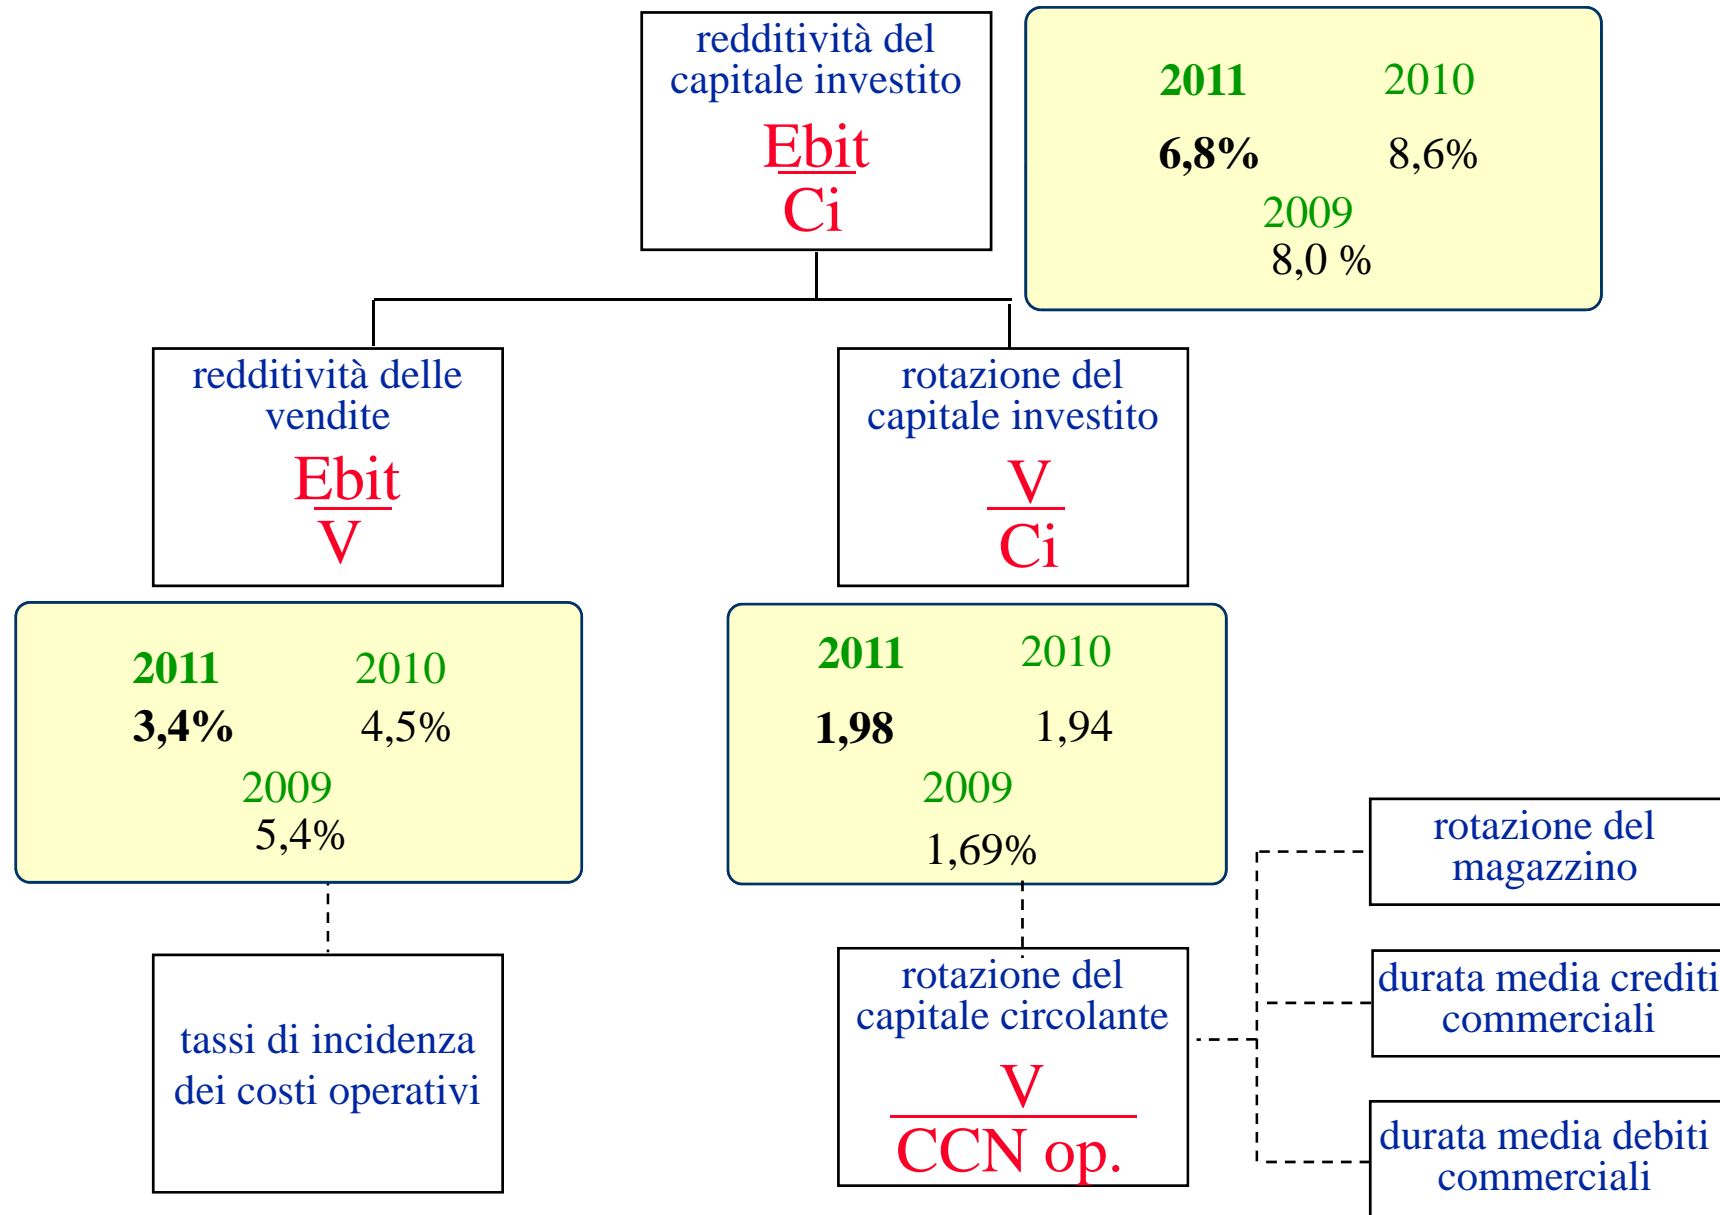 redditività del
capitale investito
Ebit
Ci
2011 2010
6,8% 8,6%
2009
8,0 %
redditività delle
vendite
Ebit
V
rotazione del
capitale investito
V
Ci
2011 2010
3,4% 4,5%
2009
5,4%
2011 2010
1,98 1,94
2009
1,69%
tassi di incidenza
dei costi operativi
rotazione del
capitale circolante
V
CCN op.
rotazione del
magazzino
durata media crediti
commerciali
durata media debiti
commerciali